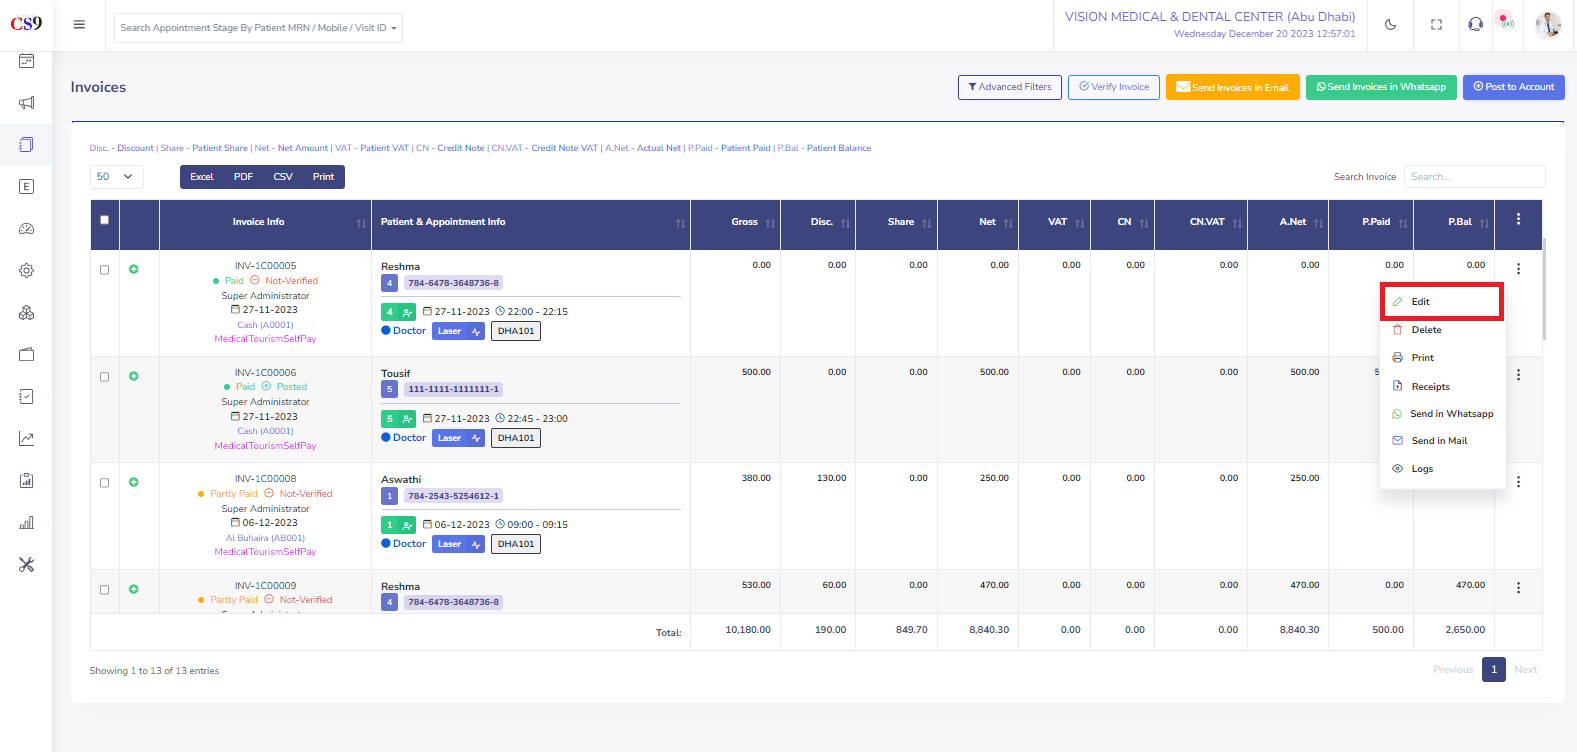 CS9
Search Appointment Stage By Patient MRN / Mobile / Visit ID
VISION MEDICAL & DENTAL CENTER (Abu Dhabi)
Wednesday December 20 2023 12:57:01
Invoices
Advanced Filters
Verify Invoice
Send Invoices in Email
Send Invoices in Whatsapp
Post to Account
Disc. - Discount | Share - Patient Share | Net - Net Amount | VAT - Patient VAT | CN - Credit Note | CN.VAT - Credit Note VAT | A.Net - Actual Net | P.Paid - Patient Paid | P.Bal - Patient Balance
50
Excel PDF CSV Print
Search Invoice Search...
Invoice Info Patient & Appointment Info Gross Disc. Share Net VAT CN CN.VAT A.Net P.Paid P.Bal
INV-1C00005
Paid Not-Verified
Super Administrator
27-11-2023
Cash (A0001)
MedicalTourismSelfPay
Reshma
4 784-6478-3648736-8
4 27-11-2023 22:00 - 22:15
Doctor Laser DHA101
0.00 0.00 0.00 0.00 0.00 0.00 0.00 0.00 0.00 0.00
Edit
Delete
Print
Receipts
Send in Whatsapp
Send in Mail
Logs
INV-1C00006
Paid Posted
Super Administrator
27-11-2023
Cash (A0001)
MedicalTourismSelfPay
Tousif
5 111-1111-1111111-1
5 27-11-2023 22:45 - 23:00
Doctor Laser DHA101
500.00 0.00 0.00 500.00 0.00 0.00 0.00 500.00 0.00
INV-1C00008
Partly Paid Not-Verified
Super Administrator
06-12-2023
Al Buhaira (AB001)
MedicalTourismSelfPay
Aswathi
1 784-2543-5254612-1
1 06-12-2023 09:00 - 09:15
Doctor Laser DHA101
380.00 130.00 0.00 250.00 0.00 0.00 0.00 250.00
INV-1C00009
Partly Paid Not-Verified
Reshma
4 784-6478-3648736-8
530.00 60.00 0.00 470.00 0.00 0.00 0.00 470.00 0.00 470.00
Total: 10,180.00 190.00 849.70 8,840.30 0.00 0.00 0.00 8,840.30 500.00 2,650.00
Showing 1 to 13 of 13 entries
Previous 1 Next